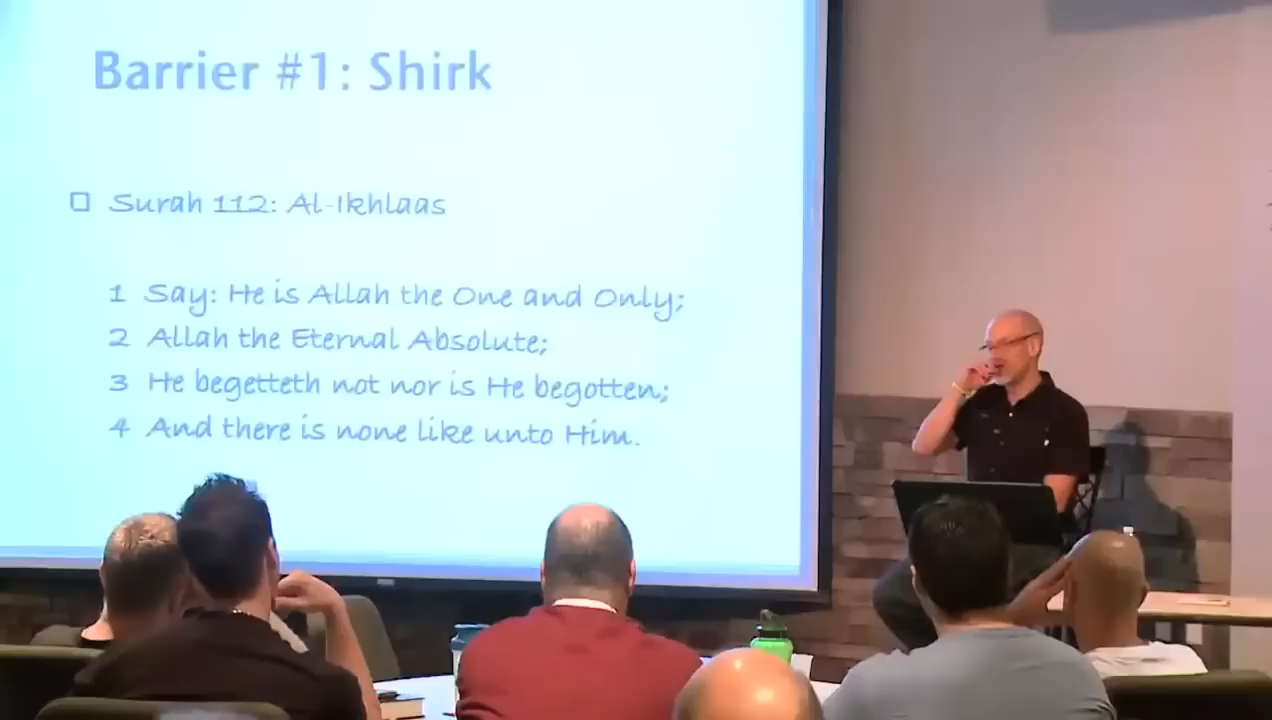 Barrier #1: Shirk
Surah 112: Al-Ikhlaas
1 Say: He is Allah the One and Only;
2 Allah the Eternal Absolute;
3 He begetteth not nor is He begotten;
4 And there is none like unto Him.